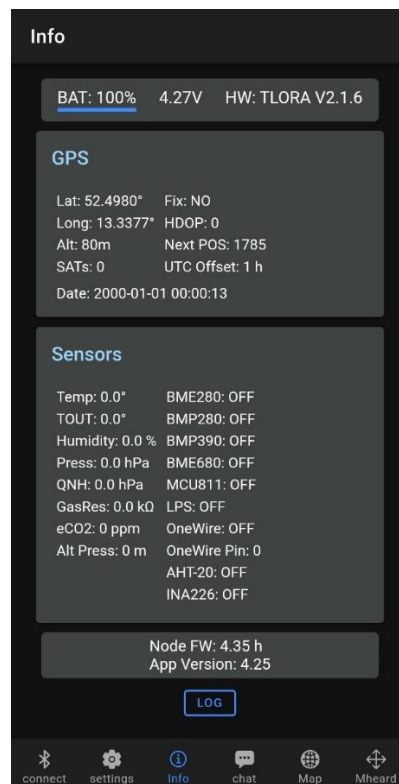 Info
BAT: 100% 4.27V HW: TLORA V2.1.6
GPS
Lat: 52.4980° Fix: NO
Long: 13.3377° HDOP: 0
Alt: 80m Next POS: 1785
SATs: 0 UTC Offset: 1 h
Date: 2000-01-01 00:00:13
Sensors
Temp: 0.0° BME280: OFF
TOUT: 0.0° BMP280: OFF
Humidity: 0.0 % BMP390: OFF
Press: 0.0 hPa BME680: OFF
QNH: 0.0 hPa MCU811: OFF
GasRes: 0.0 kΩ LPS: OFF
eCO2: 0 ppm OneWire: OFF
Alt Press: 0 m OneWire Pin: 0
AHT-20: OFF
INA226: OFF
Node FW: 4.35 h
App Version: 4.25
LOG
connect settings Info chat Map Mheard